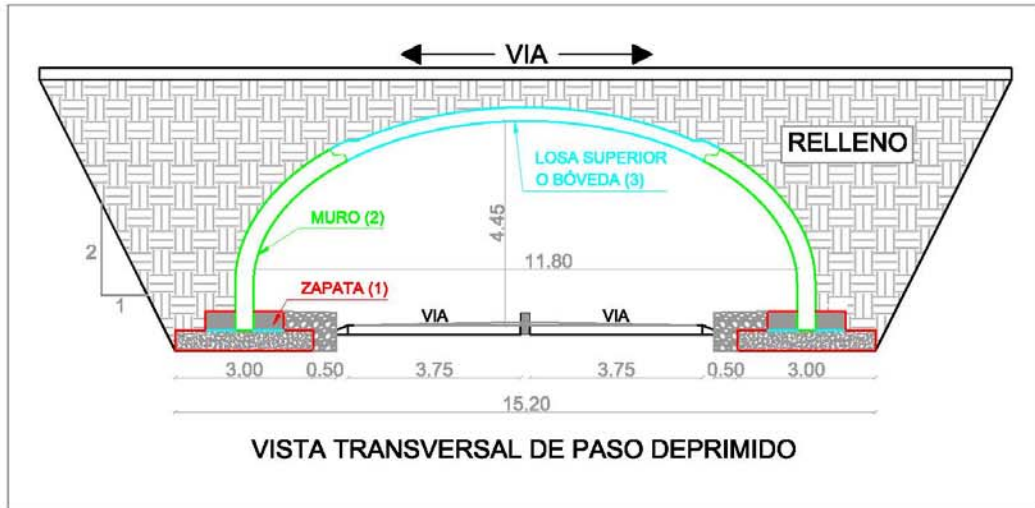 VIA
RELLENO
LOSA SUPERIOR
O BÓVEDA (3)
MURO (2)
4.45
2
11.80
1
ZAPATA (1)
VIA
VIA
3.00
0.50
3.75
3.75
0.50
3.00
15.20
VISTA TRANSVERSAL DE PASO DEPRIMIDO